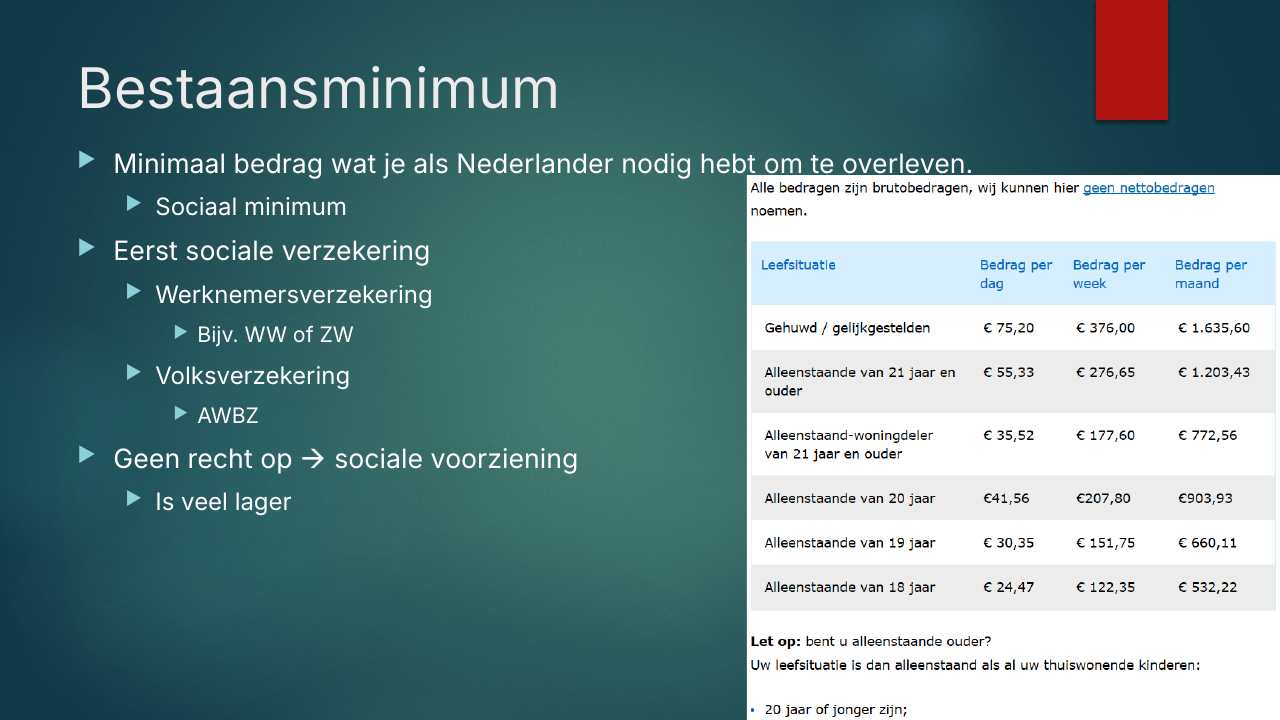 Bestaansminimum
Minimaal bedrag wat je als Nederlander nodig hebt om te overleven.
Sociaal minimum
Eerst sociale verzekering
Werknemersverzekering
Bijv. WW of ZW
Volksverzekering
AWBZ
Geen recht op → sociale voorziening
Is veel lager
Alle bedragen zijn brutobedragen, wij kunnen hier geen nettobedragen
noemen.
Leefsituatie Bedrag per dag Bedrag per week Bedrag per maand
Gehuwd / gelijkgestelden € 75,20 € 376,00 € 1.635,60
Alleenstaande van 21 jaar en ouder € 55,33 € 276,65 € 1.203,43
Alleenstaand-woningdeler van 21 jaar en ouder € 35,52 € 177,60 € 772,56
Alleenstaande van 20 jaar €41,56 €207,80 €903,93
Alleenstaande van 19 jaar € 30,35 € 151,75 € 660,11
Alleenstaande van 18 jaar € 24,47 € 122,35 € 532,22
Let op: bent u alleenstaande ouder?
Uw leefsituatie is dan alleenstaand als al uw thuiswonende kinderen:
• 20 jaar of jonger zijn;